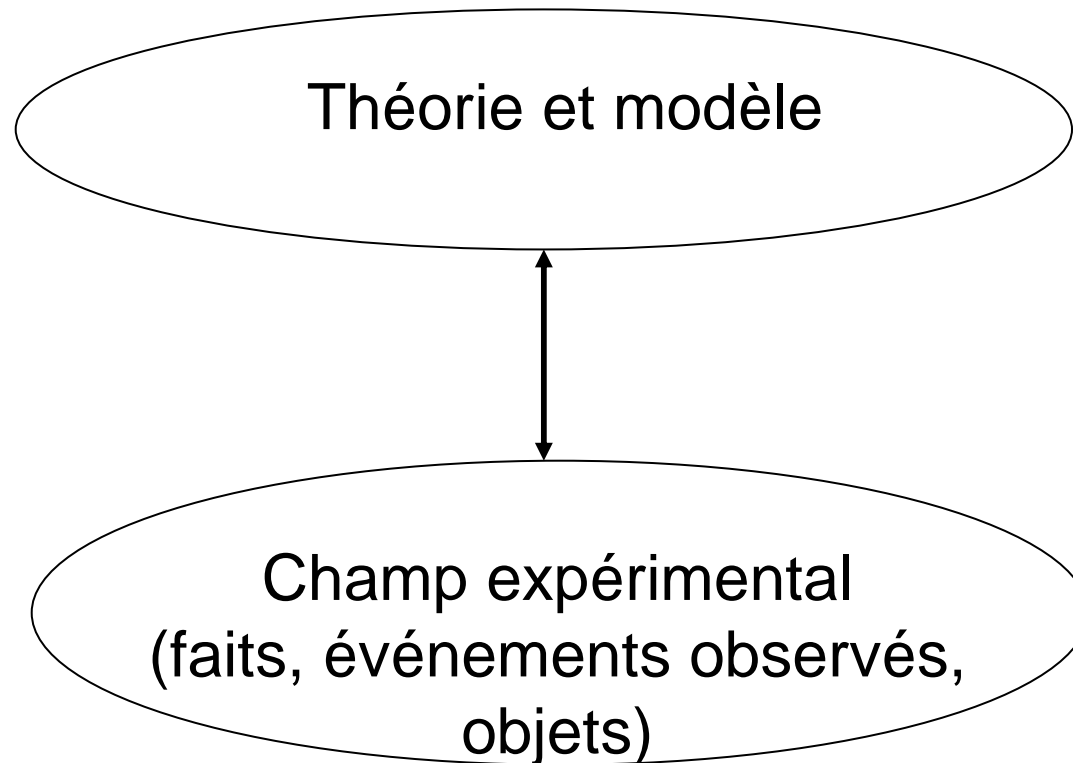 Théorie et modèle
Champ expérimental
(faits, événements observés,
objets)